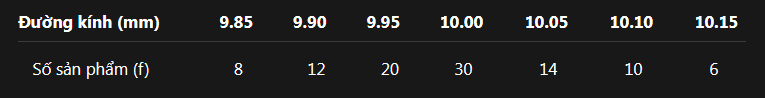 Đường kính (mm) 9.85 9.90 9.95 10.00 10.05 10.10 10.15
Số sản phẩm (f) 8 12 20 30 14 10 6